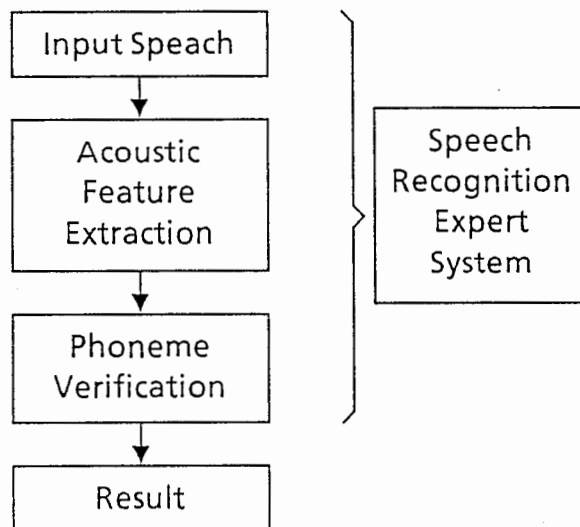 Input Speach
Acoustic
Feature
Extraction
Phoneme
Verification
Result
Speech
Recognition
Expert
System